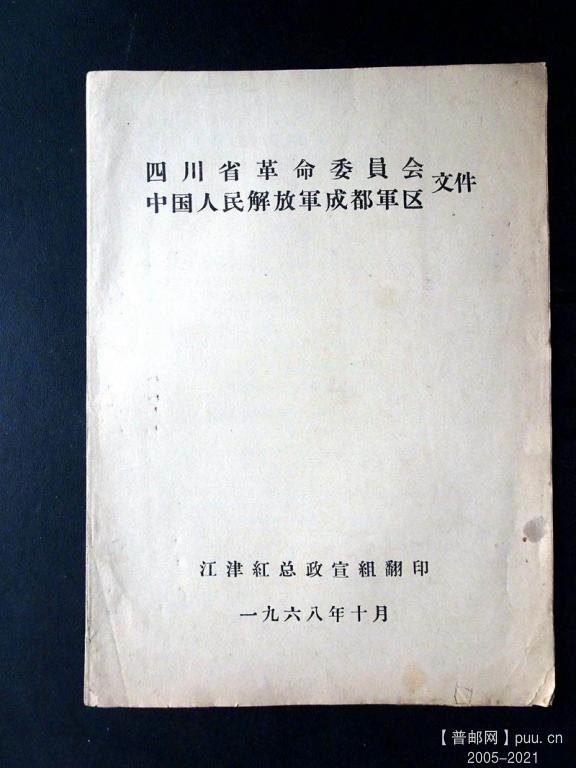 四川省革命委員会
中国人民解放軍成都軍区
文件
江津紅总政宣組翻印
一九六八年十月
【普邮网】puu.cn
2005-2021